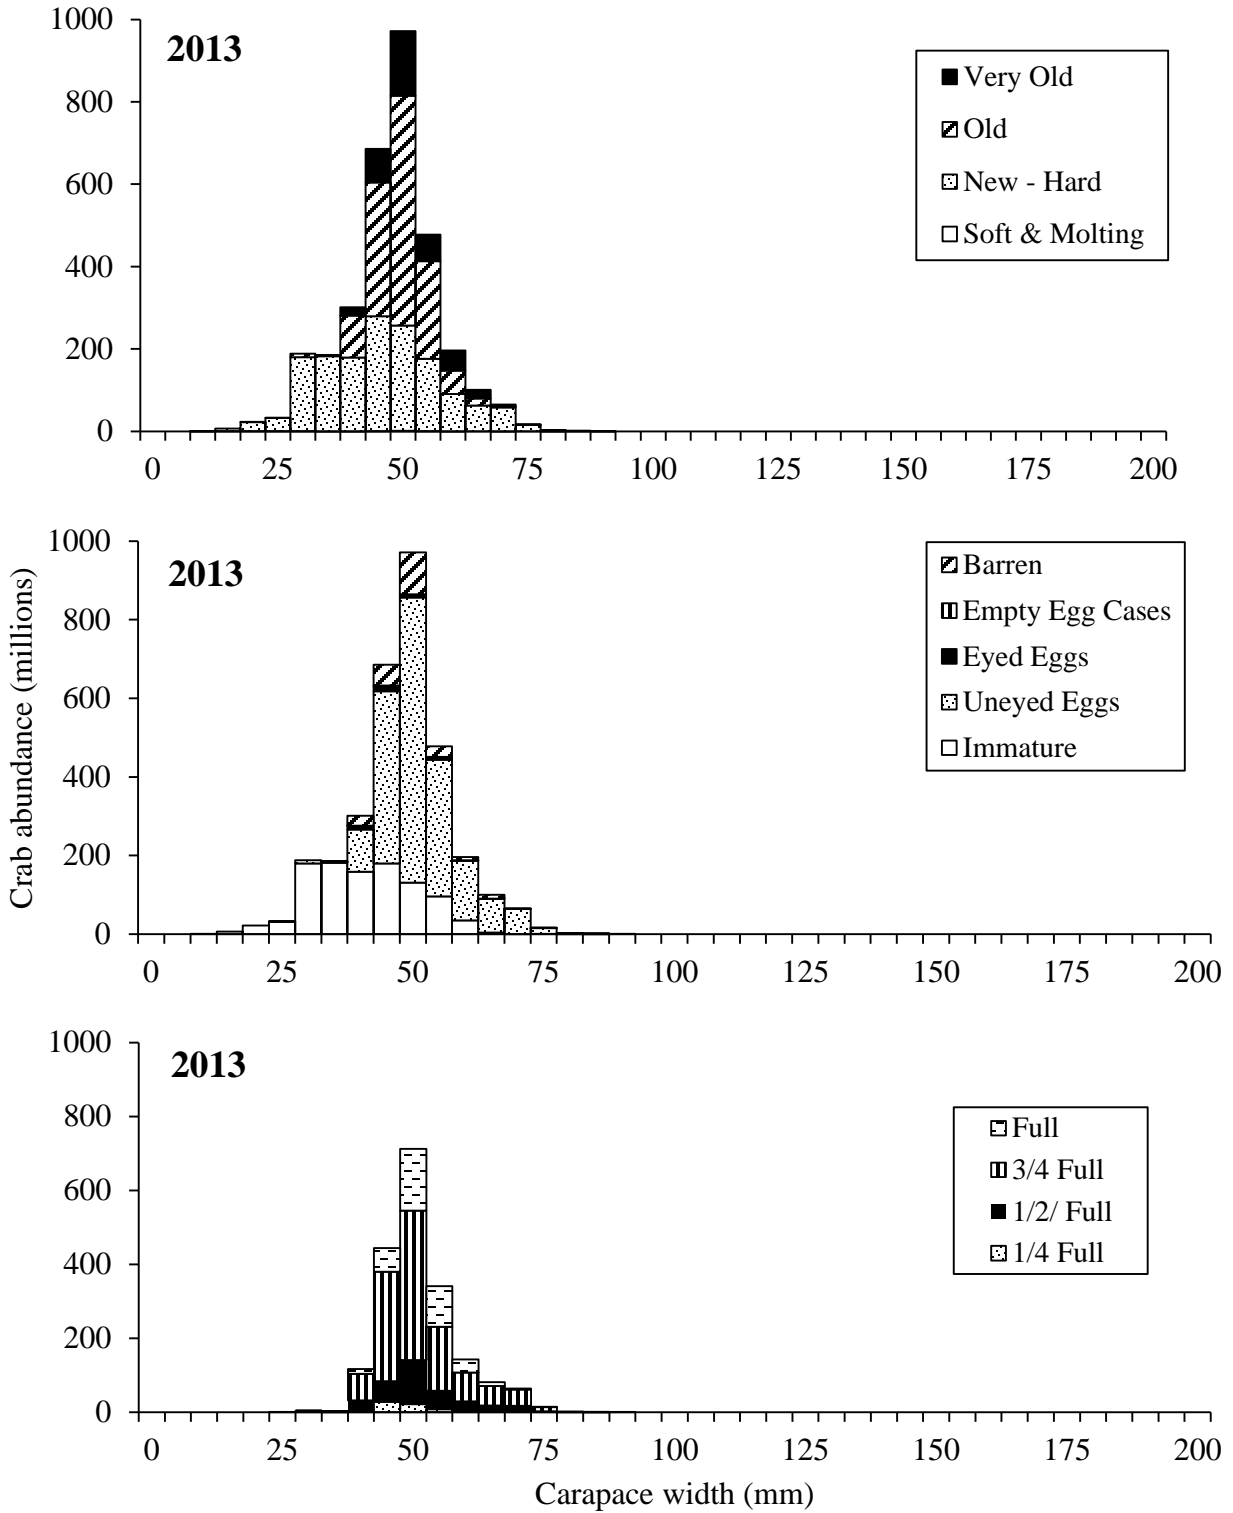 1000
800
600
400
200
0
2013
Very Old
Old
New - Hard
Soft & Molting
0 25 50 75 100 125 150 175 200
Crab abundance (millions)
1000
800
600
400
200
0
2013
Barren
Empty Egg Cases
Eyed Eggs
Uneyed Eggs
Immature
0 25 50 75 100 125 150 175 200
1000
800
600
400
200
0
2013
Full
3/4 Full
1/2/ Full
1/4 Full
0 25 50 75 100 125 150 175 200
Carapace width (mm)